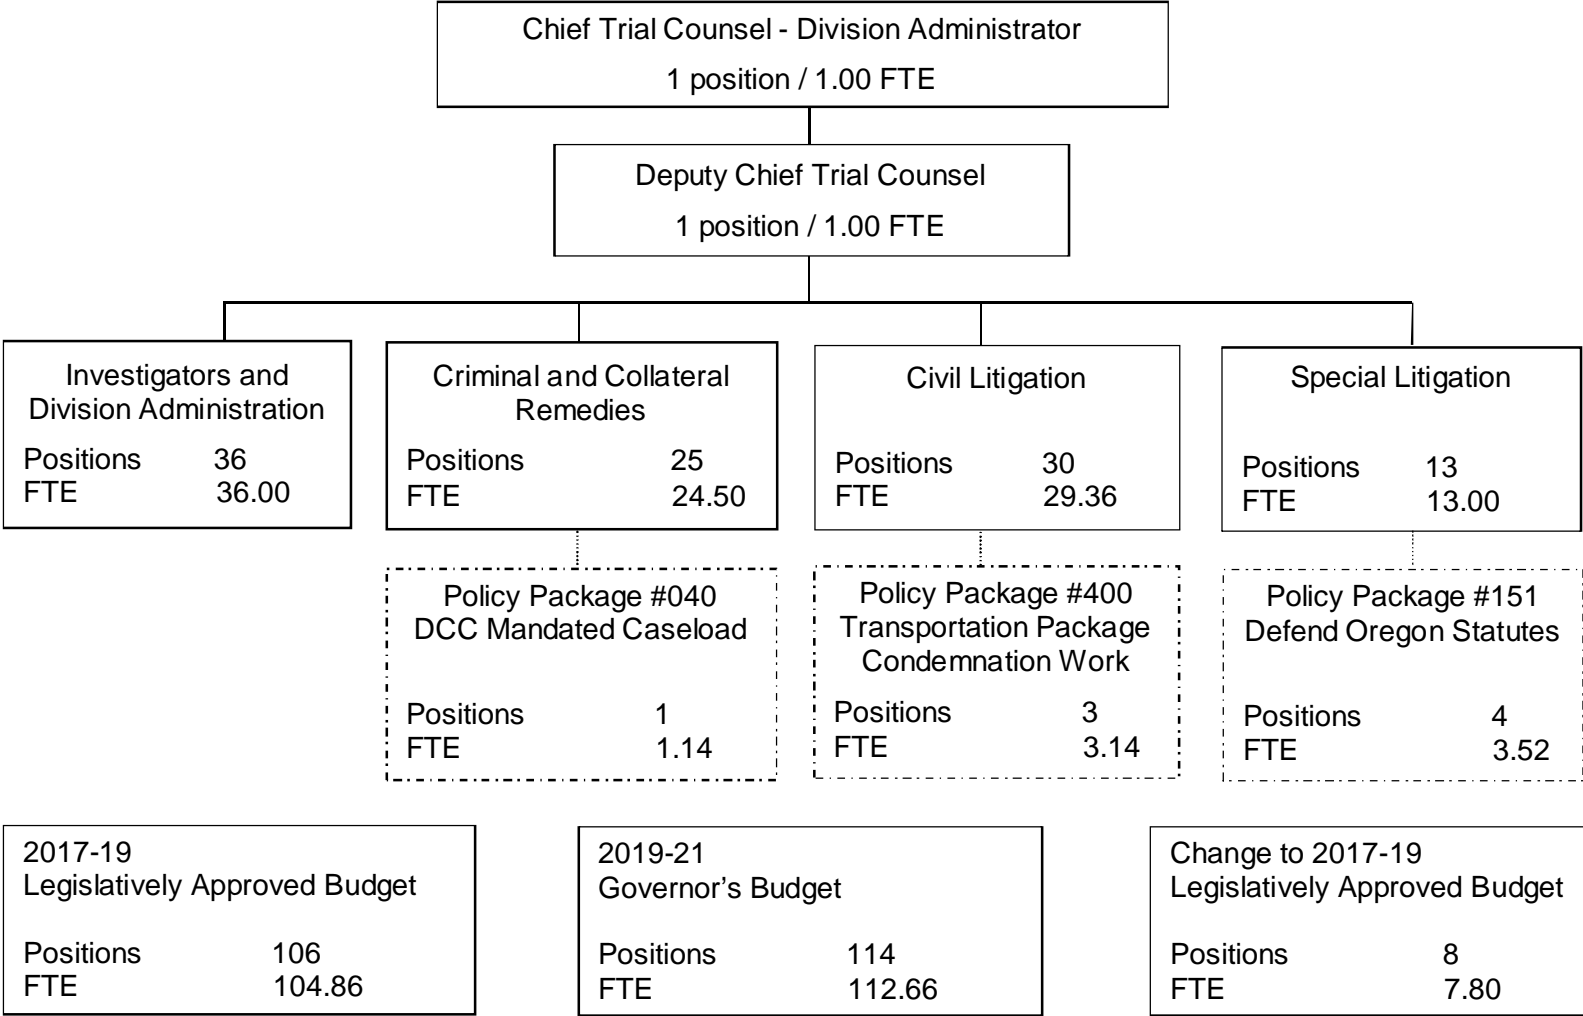 Chief Trial Counsel - Division Administrator
1 position / 1.00 FTE
Deputy Chief Trial Counsel
1 position / 1.00 FTE
Investigators and
Division Administration
Positions 36
FTE 36.00
Criminal and Collateral
Remedies
Positions 25
FTE 24.50
Civil Litigation
Positions 30
FTE 29.36
Special Litigation
Positions 13
FTE 13.00
Policy Package #040
DCC Mandated Caseload
Positions 1
FTE 1.14
Policy Package #400
Transportation Package
Condemnation Work
Positions 3
FTE 3.14
Policy Package #151
Defend Oregon Statutes
Positions 4
FTE 3.52
2017-19
Legislatively Approved Budget
Positions 106
FTE 104.86
2019-21
Governor’s Budget
Positions 114
FTE 112.66
Change to 2017-19
Legislatively Approved Budget
Positions 8
FTE 7.80